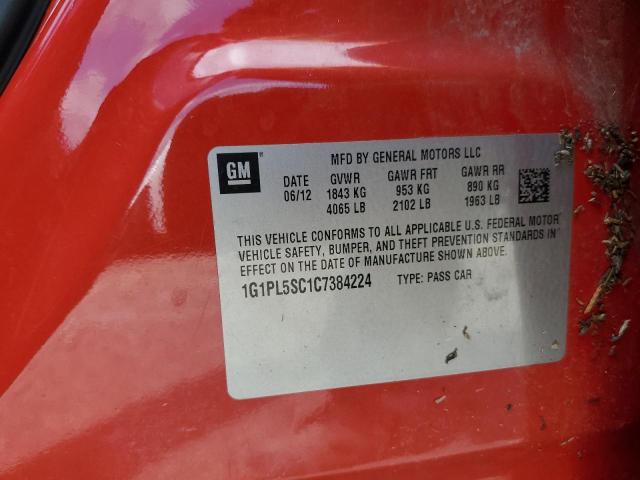 GM ®
MFD BY GENERAL MOTORS LLC
DATE GVWR GAWR FRT GAWR RR
06/12 1843 KG 953 KG 890 KG
4065 LB 2102 LB 1963 LB
THIS VEHICLE CONFORMS TO ALL APPLICABLE U.S. FEDERAL MOTOR
VEHICLE SAFETY, BUMPER, AND THEFT PREVENTION STANDARDS IN
EFFECT ON THE DATE OF MANUFACTURE SHOWN ABOVE.
1G1PL5SC1C7384224 TYPE: PASS CAR